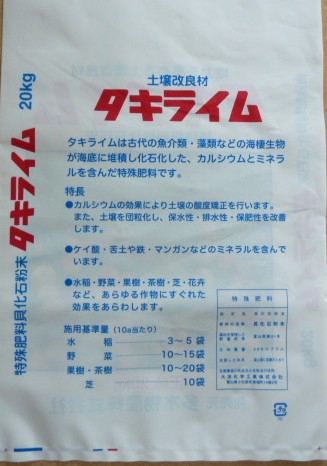 土壌改良材
タキライム
タキライムは古代の魚介類・藻類などの海棲生物
が海底に堆積し化石化した、カルシウムとミネラ
ルを含んだ特殊肥料です。
特長
●カルシウムの効果により土壌の酸度矯正を行います。
また、土壌を団粒化し、保水性・排水性・保肥性を改善
します。
●ケイ酸・苦土や鉄・マンガンなどのミネラルを含んで
います。
●水稲・野菜・果樹・茶樹・芝・花卉
など、あらゆる作物にすぐれた
効果をあらわします。
施用基準量(10a当たり)
水 稲 3〜5袋
野 菜 10〜15袋
果樹・茶樹 10〜20袋
芝 10袋
特殊肥料
特殊貝化石粉末 タキライム 20kg